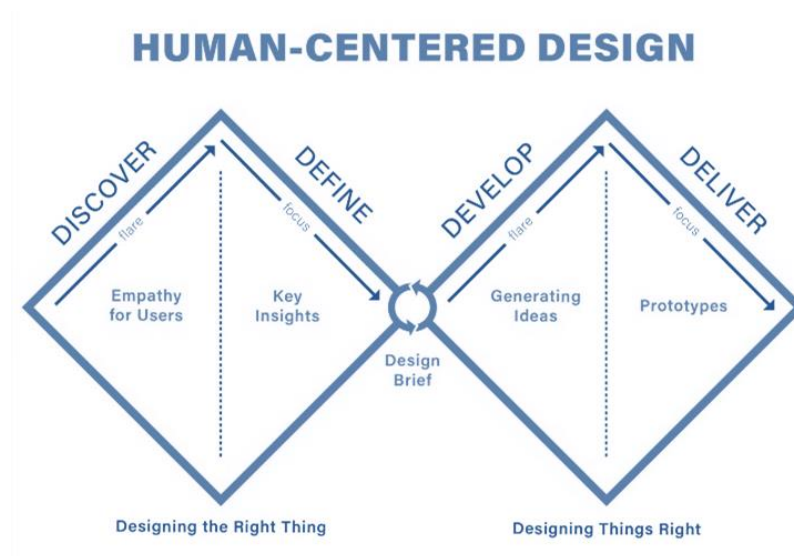 HUMAN-CENTERED DESIGN
DISCOVER
flare
DEFINE
focus
Empathy
for Users
Key
Insights
Design
Brief
DEVELOP
flare
DELIVER
focus
Generating
Ideas
Prototypes
Designing the Right Thing
Designing Things Right